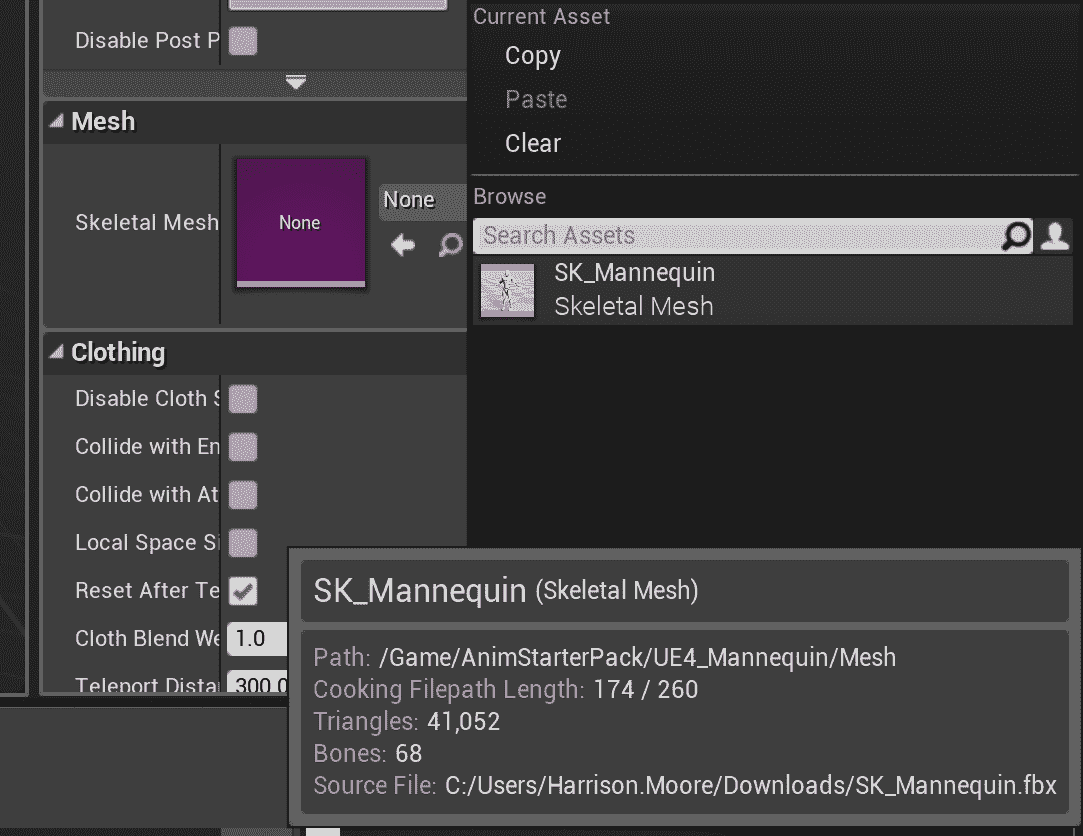 Disable Post P
Mesh
Skeletal Mesh
None
None
Clothing
Disable Cloth S
Collide with En
Collide with At
Local Space Si
Reset After Te
Cloth Blend We
1.0
Teleport Distan
300.0
Current Asset
Copy
Paste
Clear
Browse
Search Assets
SK_Mannequin
Skeletal Mesh
SK_Mannequin (Skeletal Mesh)
Path: /Game/AnimStarterPack/UE4_Mannequin/Mesh
Cooking Filepath Length: 174 / 260
Triangles: 41,052
Bones: 68
Source File: C:/Users/Harrison.Moore/Downloads/SK_Mannequin.fbx